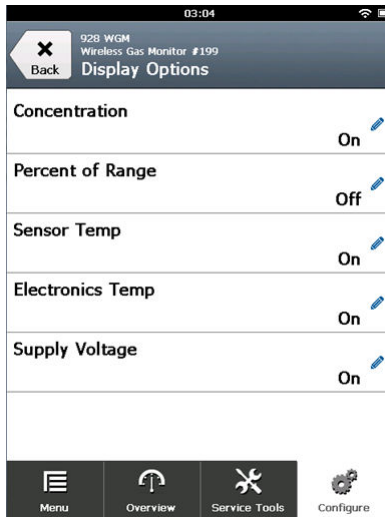 03:04
928 WGM
Wireless Gas Monitor #199
Back
Display Options
Concentration
On
Percent of Range
Off
Sensor Temp
On
Electronics Temp
On
Supply Voltage
On
Menu
Overview
Service Tools
Configure